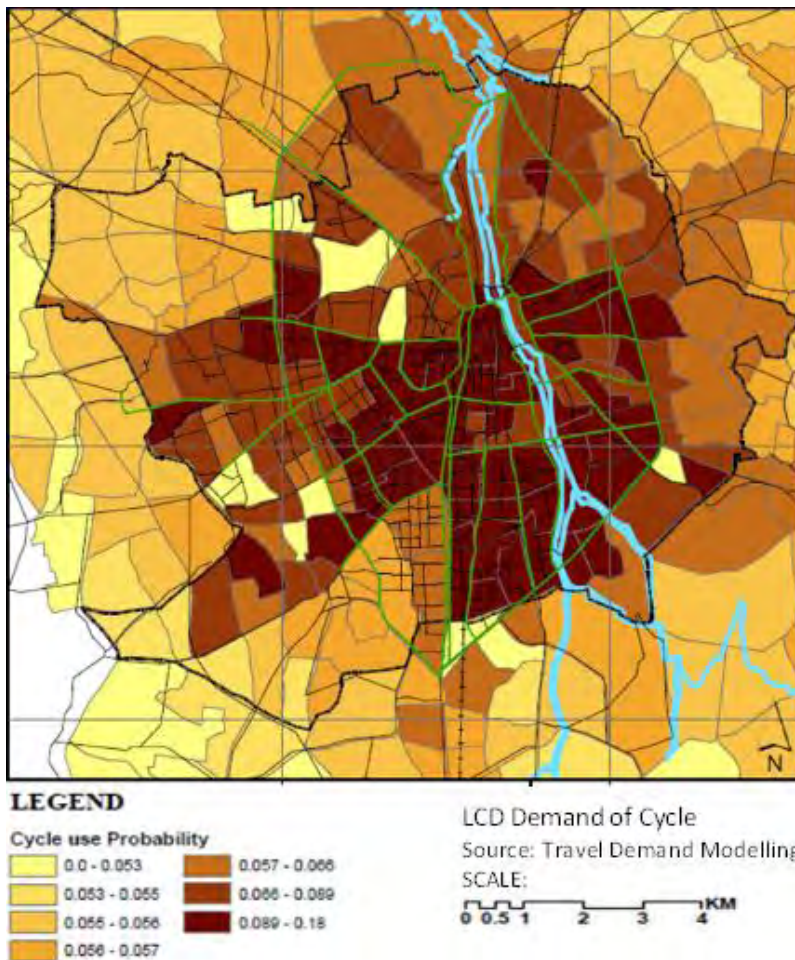 N
LEGEND
Cycle use Probability
0.0 - 0.053
0.053 - 0.055
0.055 - 0.056
0.056 - 0.057
0.057 - 0.066
0.066 - 0.089
0.089 - 0.18
LCD Demand of Cycle
Source: Travel Demand Modelling
SCALE:
KM
0 0.5 1 2 3 4